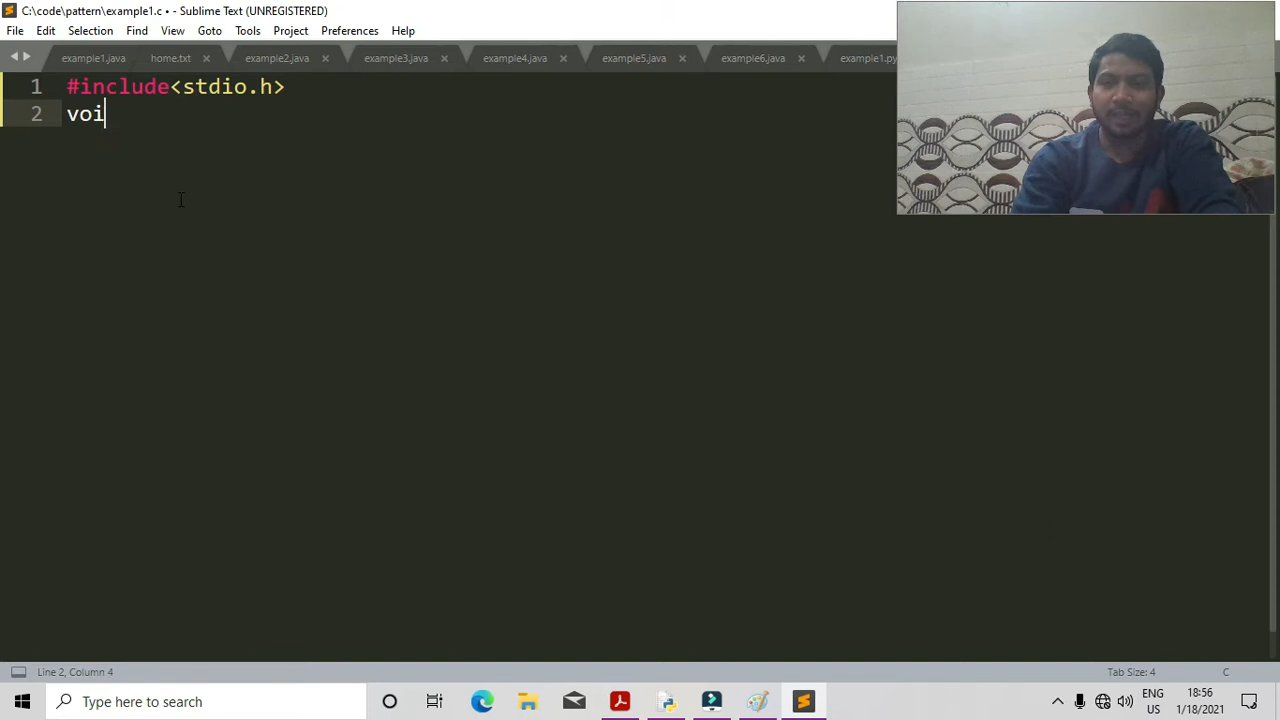 C:\code\pattern\example1.c • - Sublime Text (UNREGISTERED)
File Edit Selection Find View Goto Tools Project Preferences Help
example1.java home.txt example2.java example3.java example4.java example5.java example6.java example1.py
1 #include<stdio.h>
2 voi
Line 2, Column 4 Tab Size: 4 C
Type here to search
ENG 18:56
US 1/18/2021